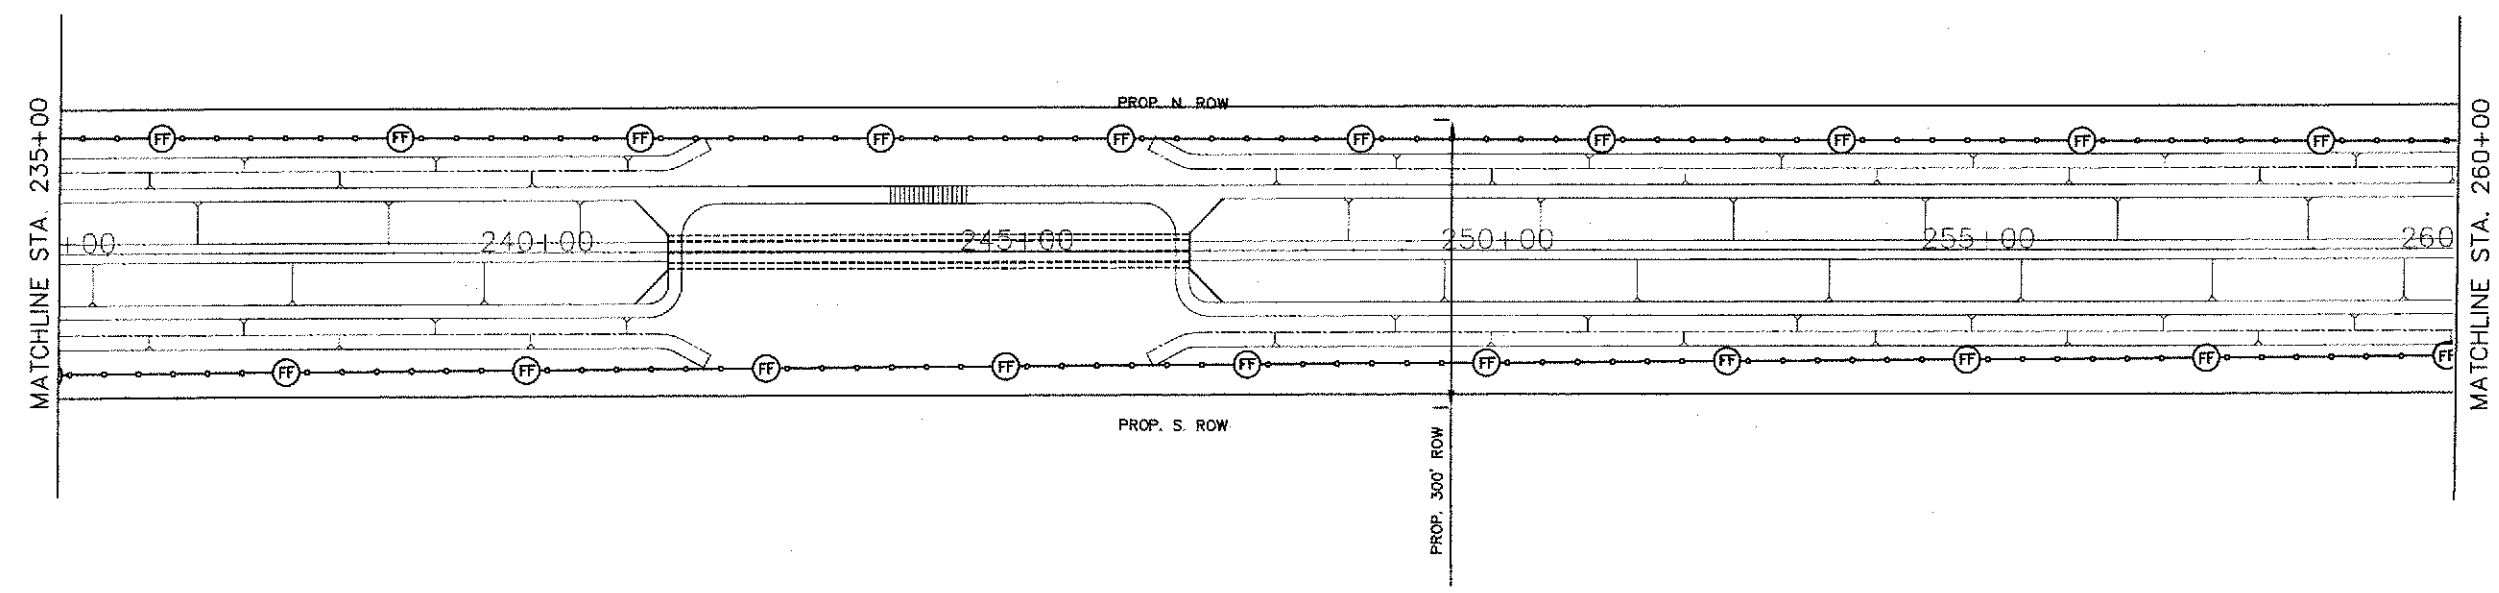 PROP. N. ROW
MATCHLINE STA. 235+00
MATCHLINE STA. 260+00
FF FF FF FF FF FF FF FF FF FF
+00 240+00 245+00 250+00 255+00 260
FF FF FF FF FF FF FF FF FF FF
PROP. S. ROW
PROP. 300' ROW